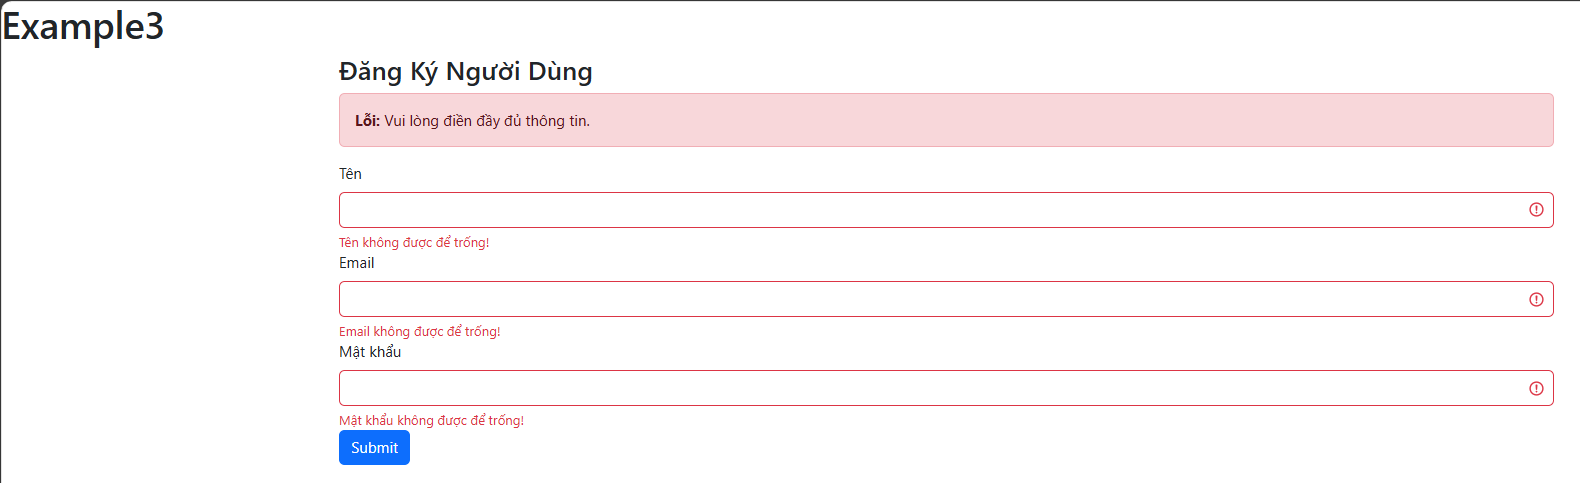 Example3
Đăng Ký Người Dùng
Lỗi: Vui lòng điền đầy đủ thông tin.
Tên
Tên không được để trống!
Email
Email không được để trống!
Mật khẩu
Mật khẩu không được để trống!
Submit